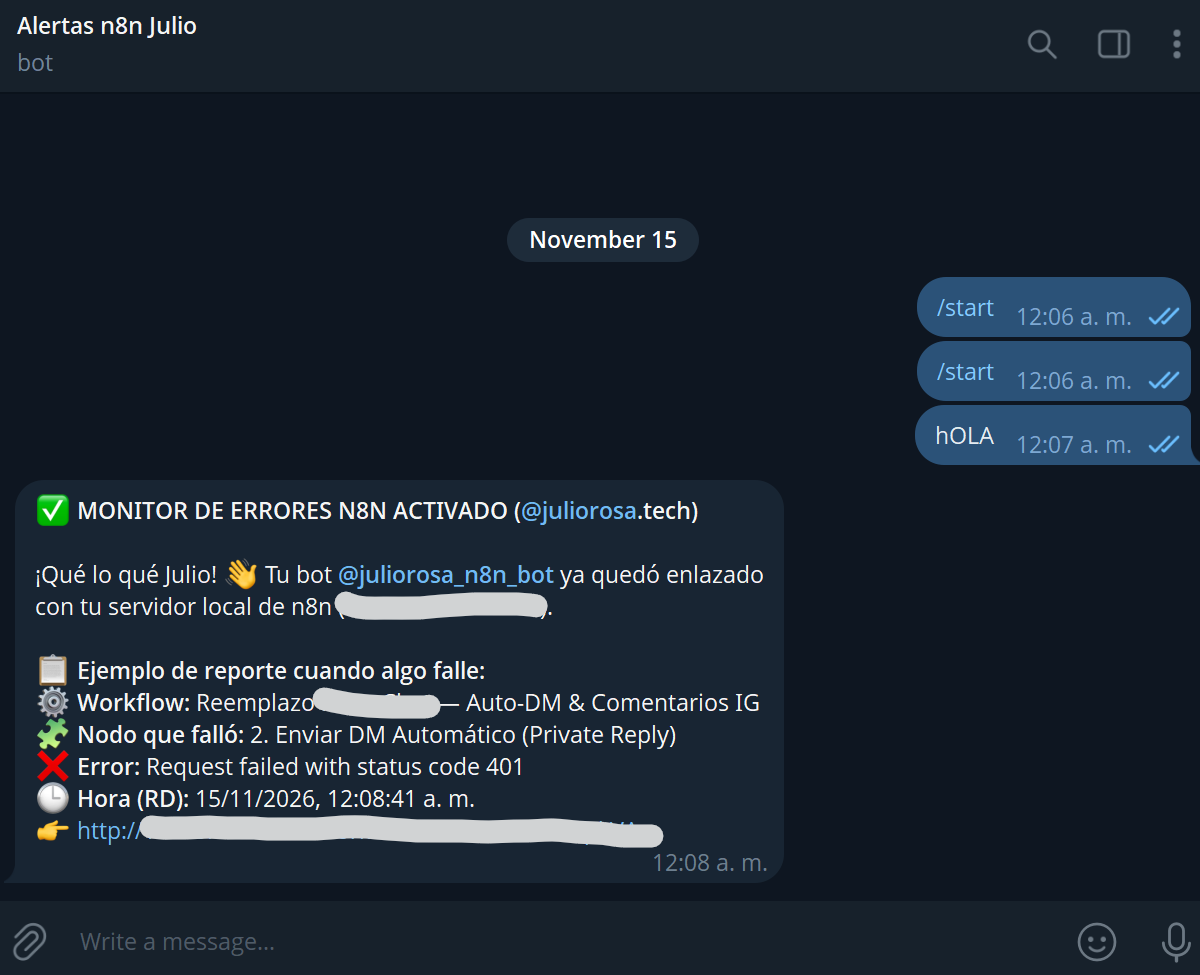 Alertas n8n Julio
bot
November 15
/start 12:06 a. m.
/start 12:06 a. m.
hOLA 12:07 a. m.
✅ MONITOR DE ERRORES N8N ACTIVADO (@juliorosa.tech)
¡Qué lo qué Julio! 👋 Tu bot @juliorosa_n8n_bot ya quedó enlazado
con tu servidor local de n8n ().
📋 Ejemplo de reporte cuando algo falle:
⚙️ Workflow: Reemplazo — Auto-DM & Comentarios IG
🧩 Nodo que falló: 2. Enviar DM Automático (Private Reply)
❌ Error: Request failed with status code 401
🕒 Hora (RD): 15/11/2026, 12:08:41 a. m.
👉 http://
12:08 a. m.
Write a message...